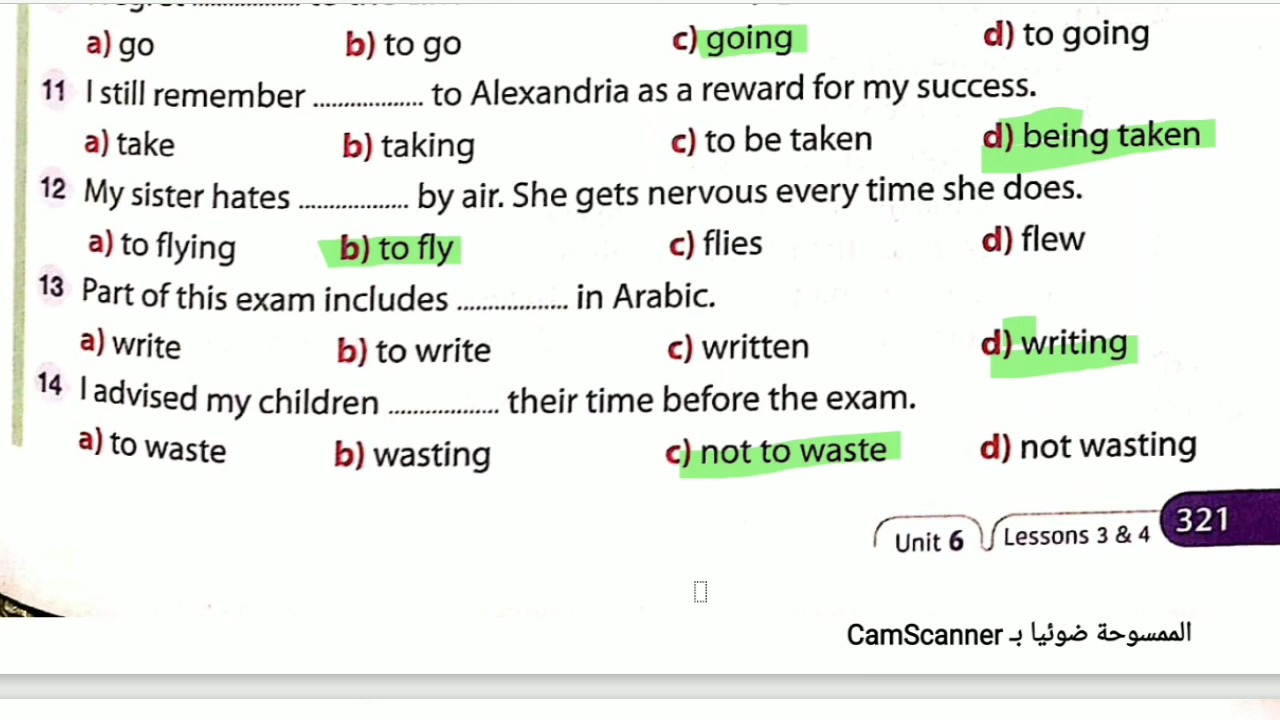 a) go b) to go c) going d) to going
11 I still remember .................. to Alexandria as a reward for my success.
a) take b) taking c) to be taken d) being taken
12 My sister hates .................. by air. She gets nervous every time she does.
a) to flying b) to fly c) flies d) flew
13 Part of this exam includes .................. in Arabic.
a) write b) to write c) written d) writing
14 I advised my children .................. their time before the exam.
a) to waste b) wasting c) not to waste d) not wasting
Unit 6 Lessons 3 & 4 321
الممسوحة ضوئيا بـ CamScanner